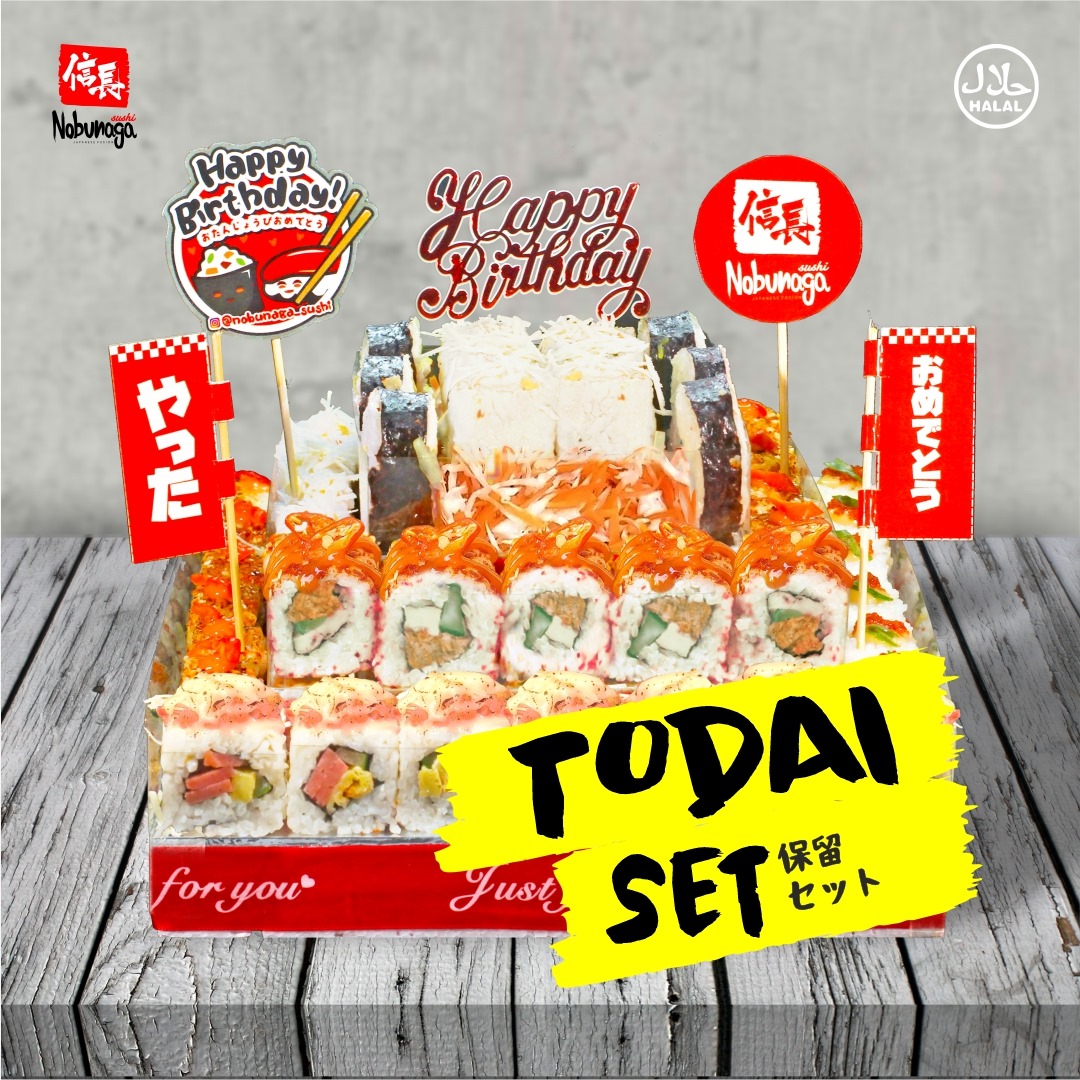 信長
sushi
Nobunaga
JAPANESE FUSION
حلال
HALAL
Happy
Birthday!
おたんじょうびおめでとう
@nobunaga_sushi
Happy
Birthday
信長
sushi
Nobunaga
JAPANESE FUSION
やった
おめでとう
TODAI
SET
保留
セット
for you
Just